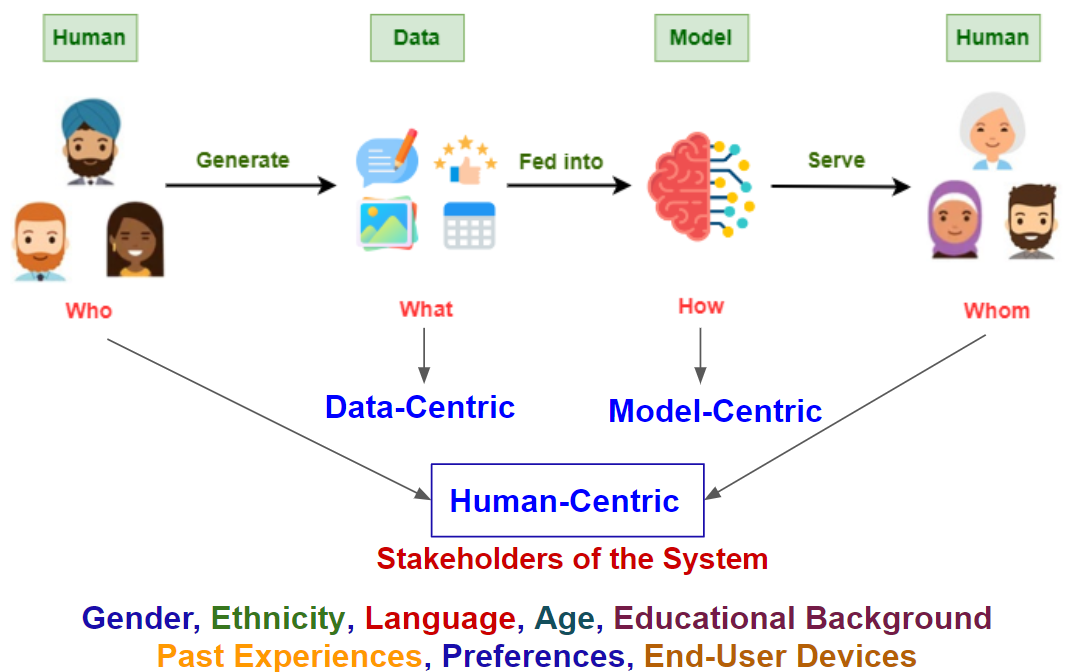 Human Data Model Human
Generate Fed into Serve
Who What How Whom
Data-Centric Model-Centric
Human-Centric
Stakeholders of the System
Gender, Ethnicity, Language, Age, Educational Background
Past Experiences, Preferences, End-User Devices